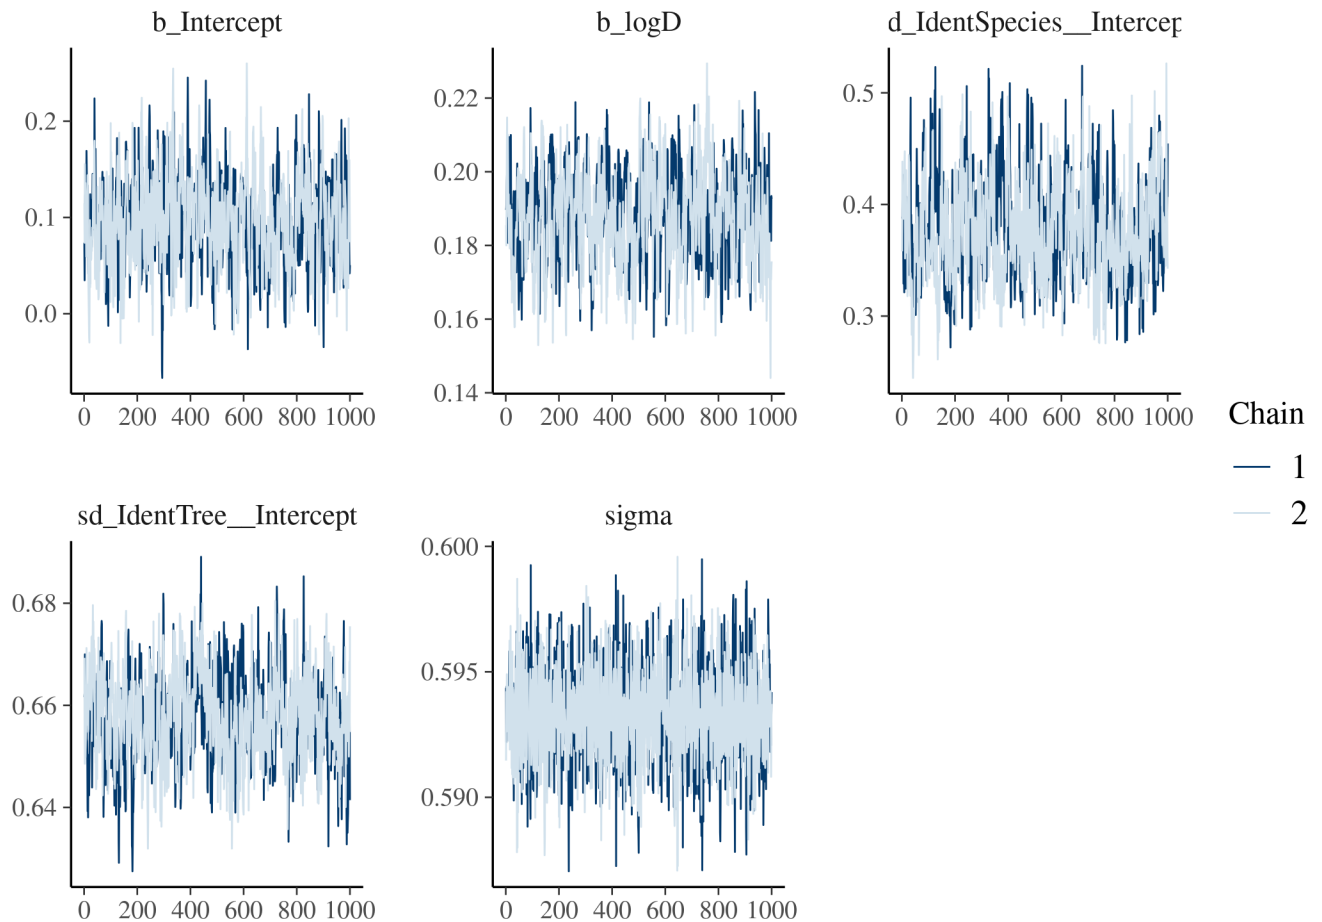 b_Intercept
b_logD
d_IdentSpecies__Intercep
0.2
0.1
0.0
0 200 400 600 800 1000
0.22
0.20
0.18
0.16
0.14
0 200 400 600 800 1000
0.5
0.4
0.3
0 200 400 600 800 1000
Chain
1
2
sd_IdentTree__Intercept
sigma
0.68
0.66
0.64
0 200 400 600 800 1000
0.600
0.595
0.590
0 200 400 600 800 1000